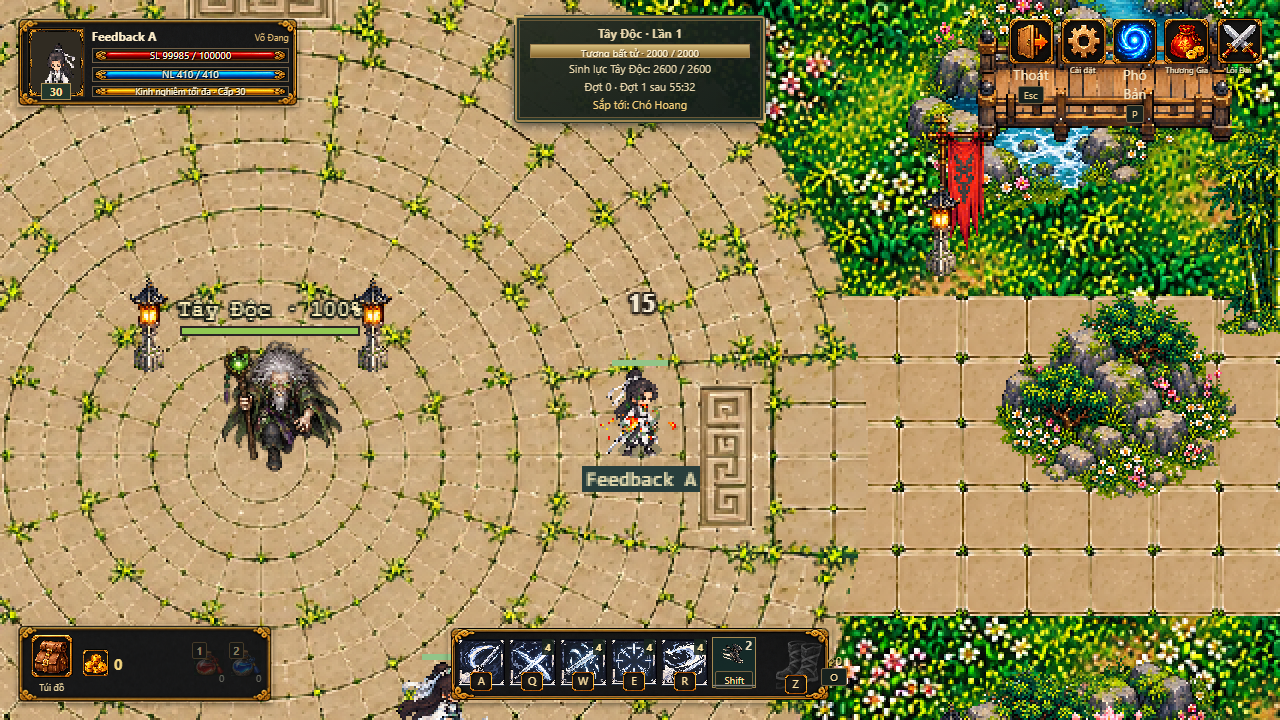 Feedback A
Võ Đang
SL 99985 / 100000
NL 410 / 410
Kinh nghiệm tối đa - Cấp 30
30
Tây Độc - Lần 1
Tượng bất tử · 2000 / 2000
Sinh lực Tây Độc: 2600 / 2600
Đợt 0 · Đợt 1 sau 55:32
Sắp tới: Chó Hoang
Thoát
Esc
Cài đặt
Phó Bản
P
Thương Gia
Lôi Đài
Tây Độc - 100%
15
Feedback A
Túi đồ
0
1
0
2
0
A
4
Q
4
W
4
E
4
R
2
Shift
Z
O